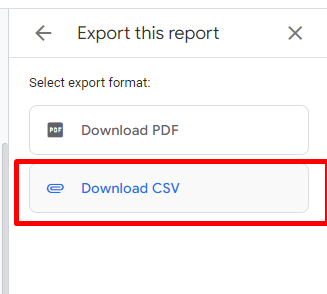 Export this report
Select export format:
PDF Download PDF
Download CSV